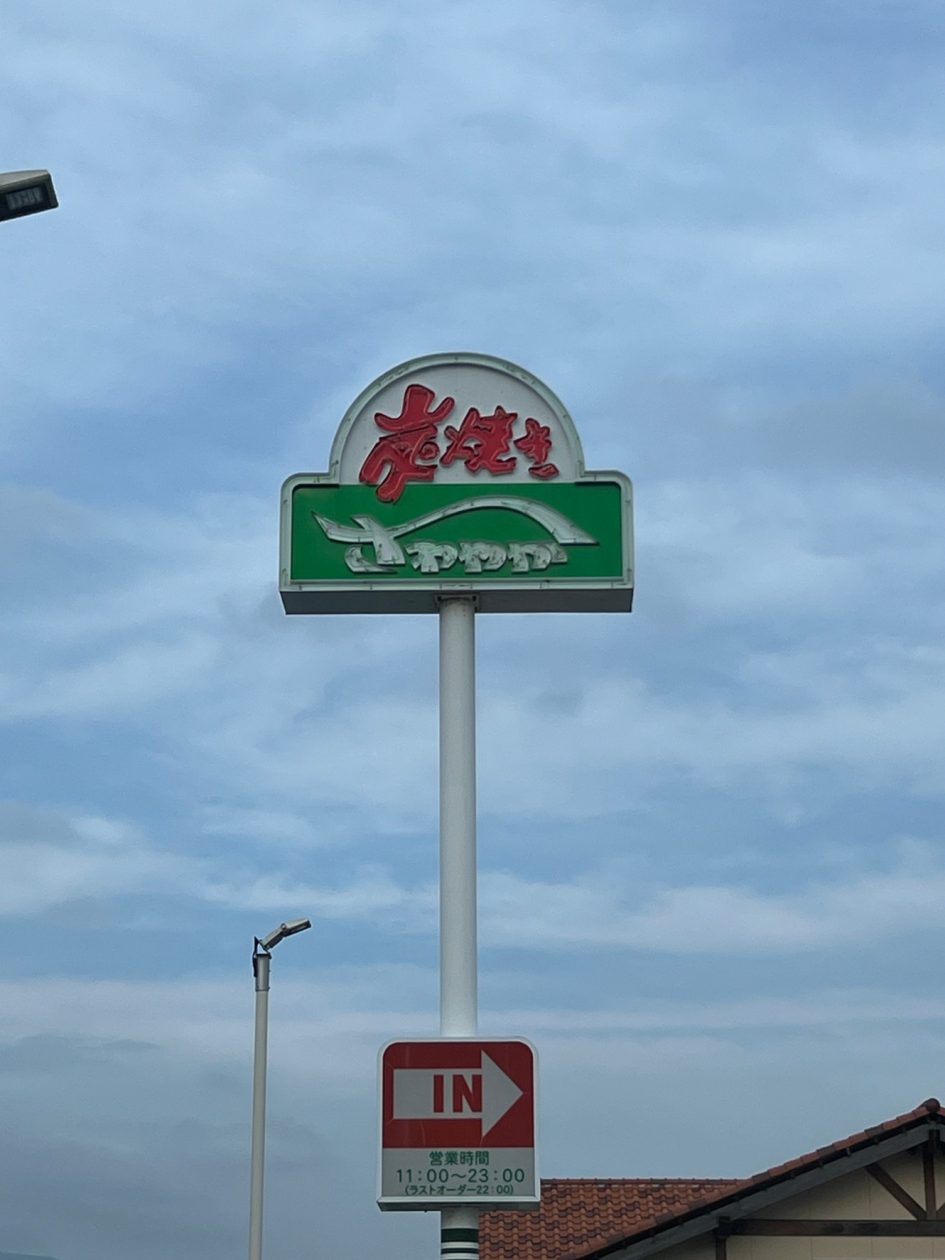 炭焼き
さわやか
IN
営業時間
11:00〜23:00
(ラストオーダー22:00)